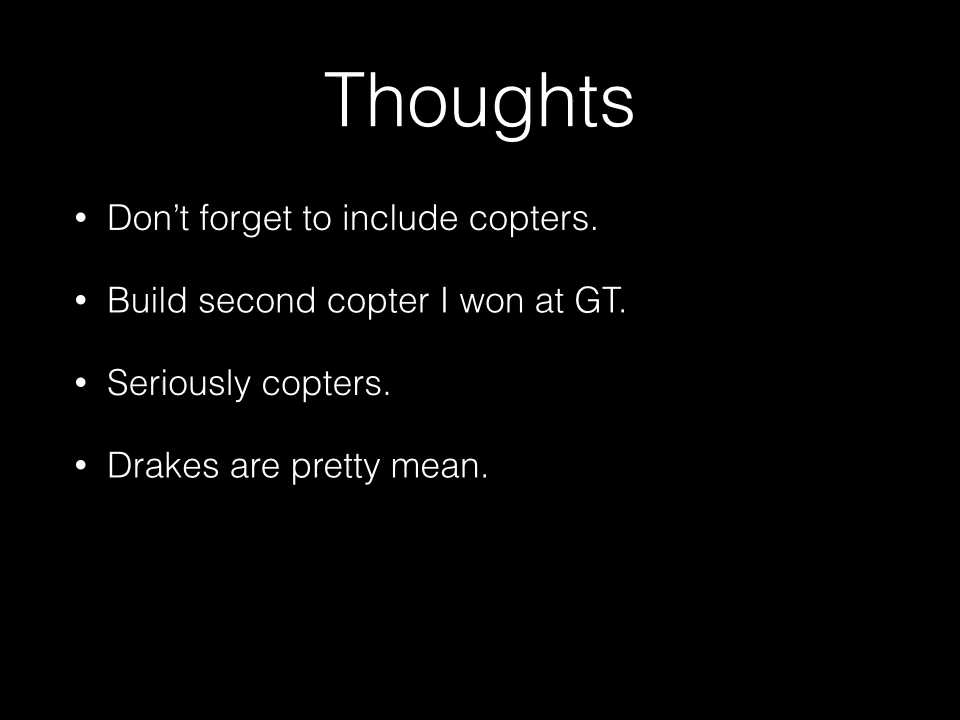 Thoughts
• Don’t forget to include copters.
• Build second copter I won at GT.
• Seriously copters.
• Drakes are pretty mean.